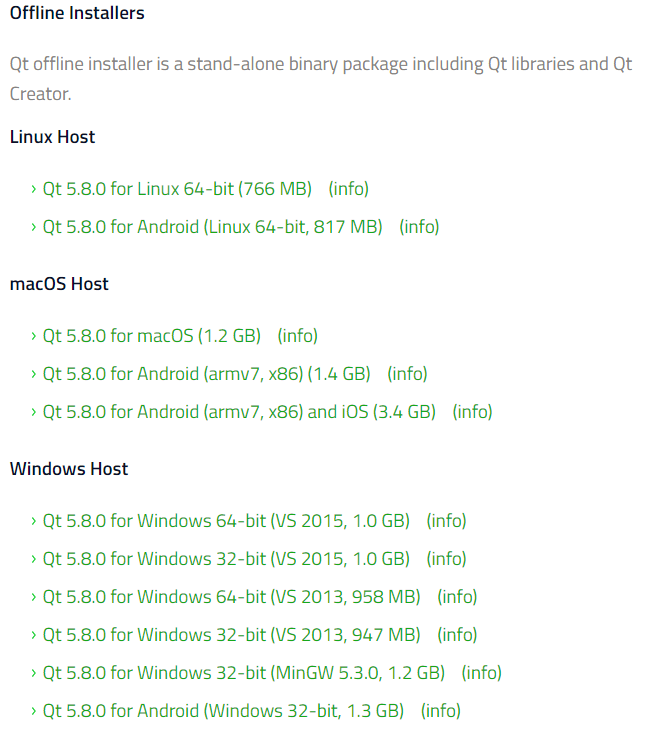 Offline Installers
Qt offline installer is a stand-alone binary package including Qt libraries and Qt
Creator.
Linux Host
› Qt 5.8.0 for Linux 64-bit (766 MB) (info)
› Qt 5.8.0 for Android (Linux 64-bit, 817 MB) (info)
macOS Host
› Qt 5.8.0 for macOS (1.2 GB) (info)
› Qt 5.8.0 for Android (armv7, x86) (1.4 GB) (info)
› Qt 5.8.0 for Android (armv7, x86) and iOS (3.4 GB) (info)
Windows Host
› Qt 5.8.0 for Windows 64-bit (VS 2015, 1.0 GB) (info)
› Qt 5.8.0 for Windows 32-bit (VS 2015, 1.0 GB) (info)
› Qt 5.8.0 for Windows 64-bit (VS 2013, 958 MB) (info)
› Qt 5.8.0 for Windows 32-bit (VS 2013, 947 MB) (info)
› Qt 5.8.0 for Windows 32-bit (MinGW 5.3.0, 1.2 GB) (info)
› Qt 5.8.0 for Android (Windows 32-bit, 1.3 GB) (info)